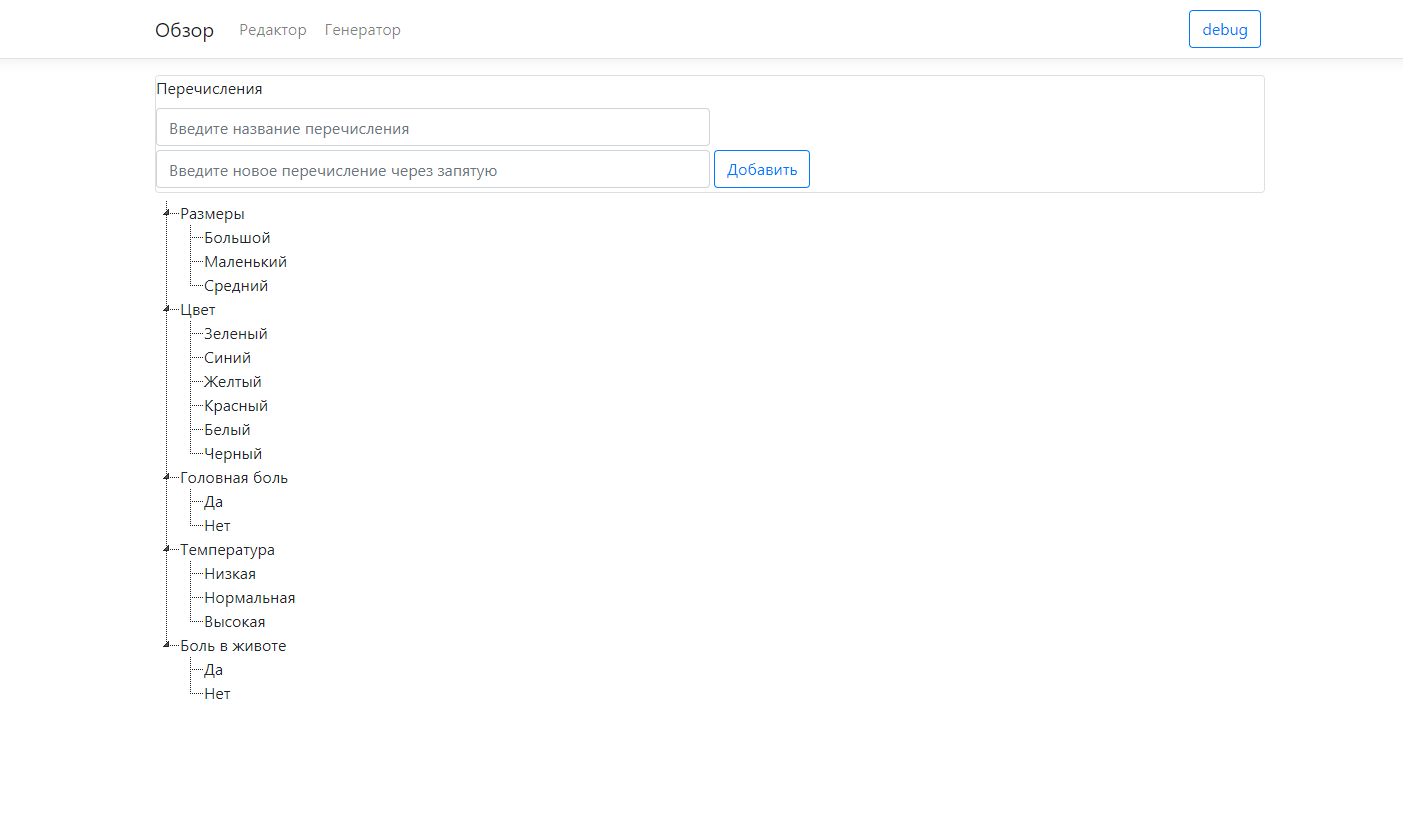 Обзор Редактор Генератор debug
Перечисления
Введите название перечисления
Введите новое перечисление через запятую Добавить
Размеры
Большой
Маленький
Средний
Цвет
Зеленый
Синий
Желтый
Красный
Белый
Черный
Головная боль
Да
Нет
Температура
Низкая
Нормальная
Высокая
Боль в животе
Да
Нет